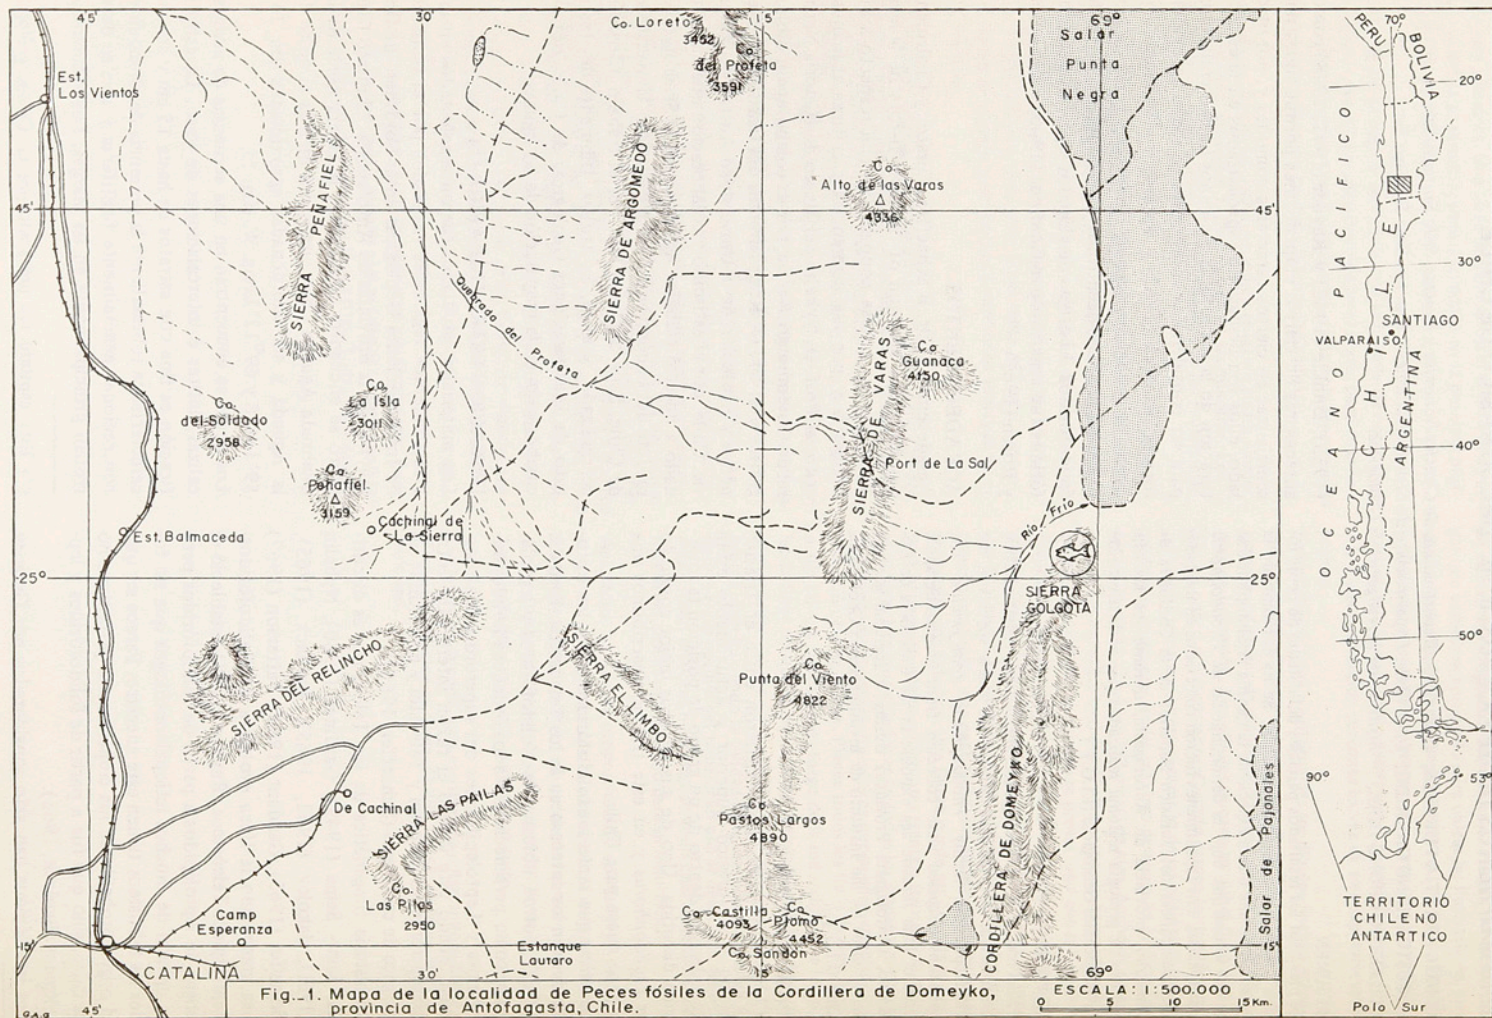 45'
30'
15'
69°
Est.
Los Vientos
Co. Loreto
3452
Co.
del Profeta
3591
Salar
Punta
Negra
45'
SIERRA PEÑAFIEL
SIERRA DE ARGOMEDO
Co.
Alto de las Varas
4336
45'
Quebrada del Profeta
Co.
del Soldado
2958
Co.
La Isla
3011
SIERRA DE VARAS
Co
Guanaca
4150
Co
Peñafiel
3159
Est. Balmaceda
Cachinal de
La Sierra
Port de La Sal
Río Frío
25°
25°
SIERRA
GOLGOTA
SIERRA DEL RELINCHO
SIERRA EL LIMBO
Co.
Punta del Viento
4822
De Cachinal
SIERRA LAS PAILAS
Co.
Pastos Largos
4890
CORDILLERA DE DOMEYKO
Salar de Pajonales
Co.
Las Pilas
2950
Camp
Esperanza
Co. Castilla
4093
Co.
Plomo
4452
Co. Sandon
Estanque
Lautaro
15'
15'
CATALINA
45'
30'
15'
69°
Fig._1. Mapa de la localidad de Peces fósiles de la Cordillera de Domeyko,
provincia de Antofagasta, Chile.
ESCALA: 1:500.000
0 5 10 15 Km.
G.A.G
PERU
70°
BOLIVIA
20°
OCEANO PACIFICO
CHILE
30°
SANTIAGO
VALPARAISO
ARGENTINA
40°
50°
90°
53°
TERRITORIO
CHILENO
ANTARTICO
Polo Sur